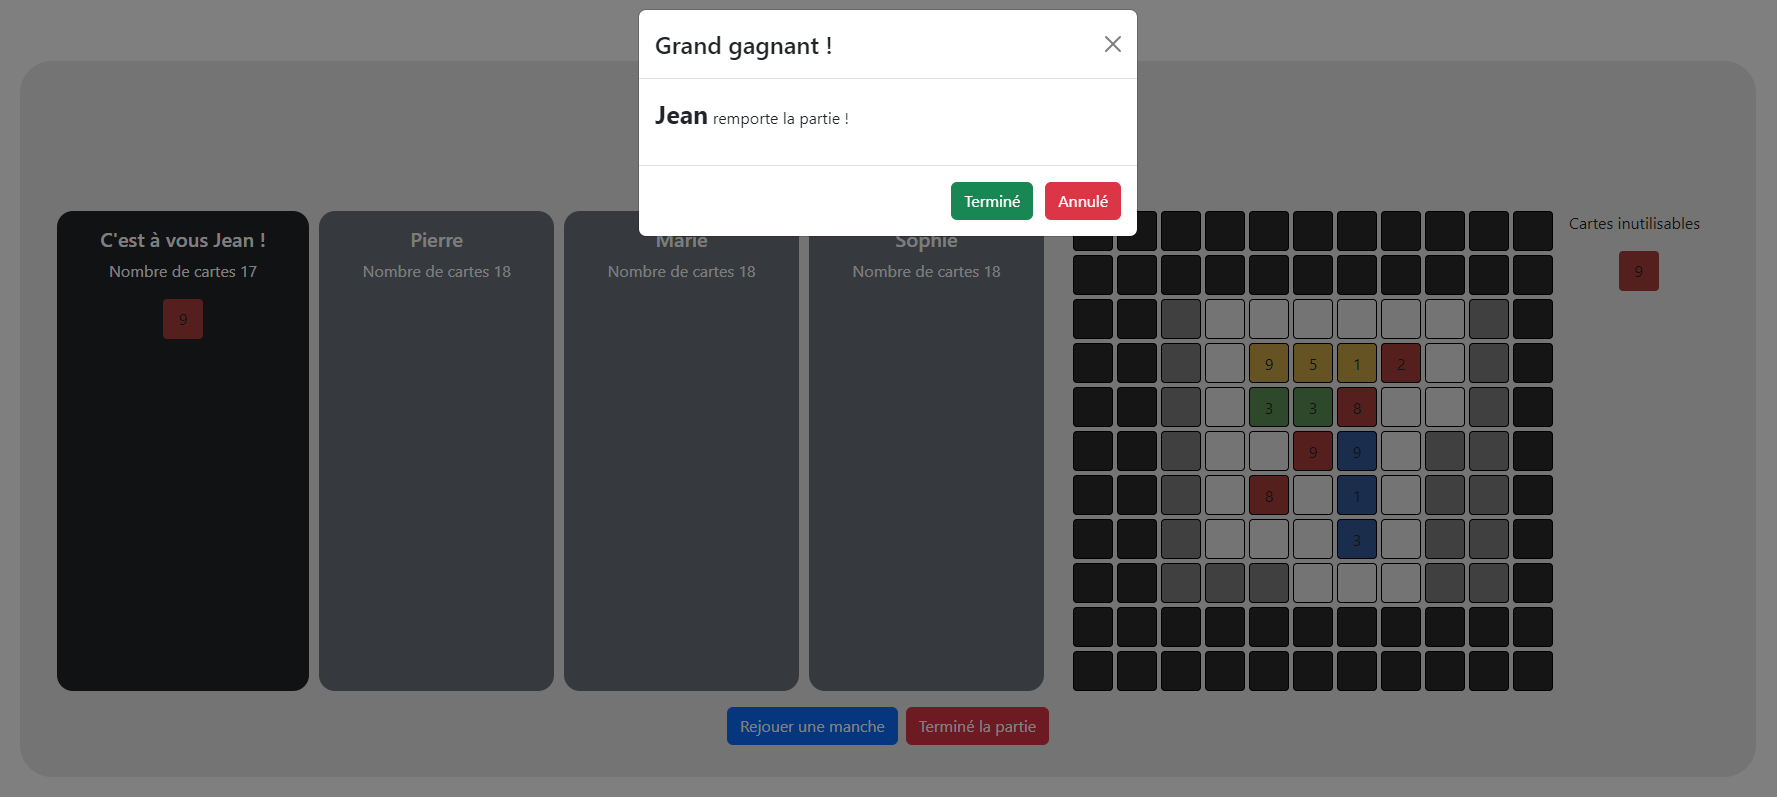 Grand gagnant !
Jean remporte la partie !
Terminé Annulé
C'est à vous Jean !
Nombre de cartes 17
9
Pierre
Nombre de cartes 18
Marie
Nombre de cartes 18
Sophie
Nombre de cartes 18
9 5 1 2
3 3 8
9 9
8 1
3
Cartes inutilisables
9
Rejouer une manche Terminé la partie